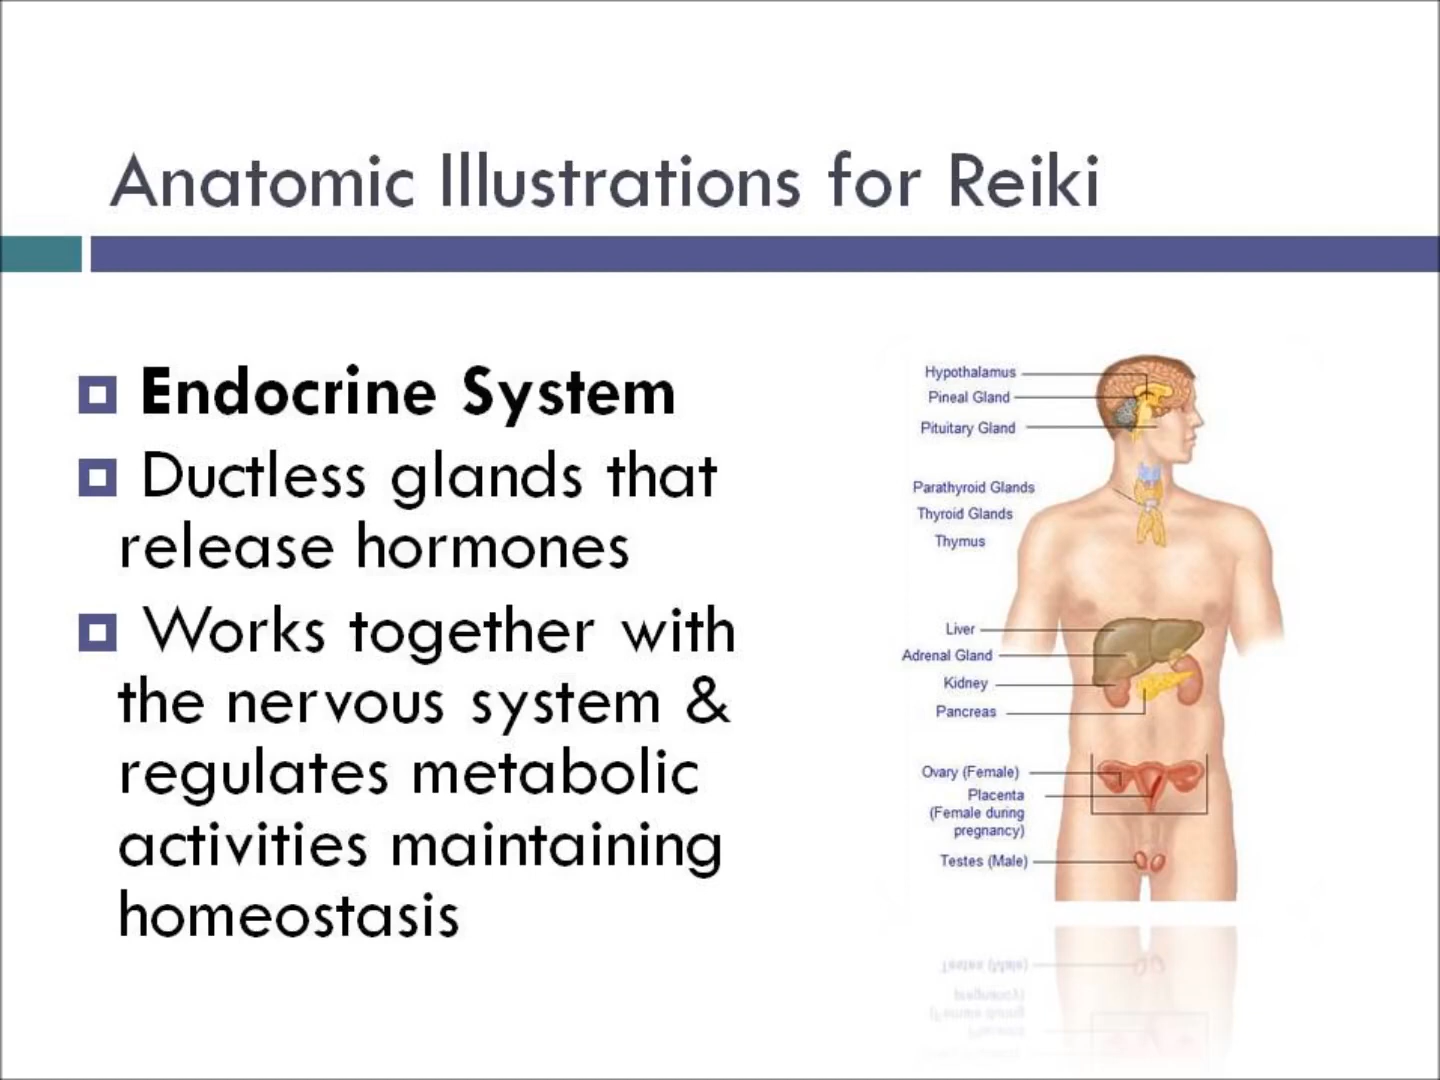 Anatomic Illustrations for Reiki
Endocrine System
Ductless glands that
release hormones
Works together with
the nervous system &
regulates metabolic
activities maintaining
homeostasis
Hypothalamus
Pineal Gland
Pituitary Gland
Parathyroid Glands
Thyroid Glands
Thymus
Liver
Adrenal Gland
Kidney
Pancreas
Ovary (Female)
Placenta
(Female during
pregnancy)
Testes (Male)